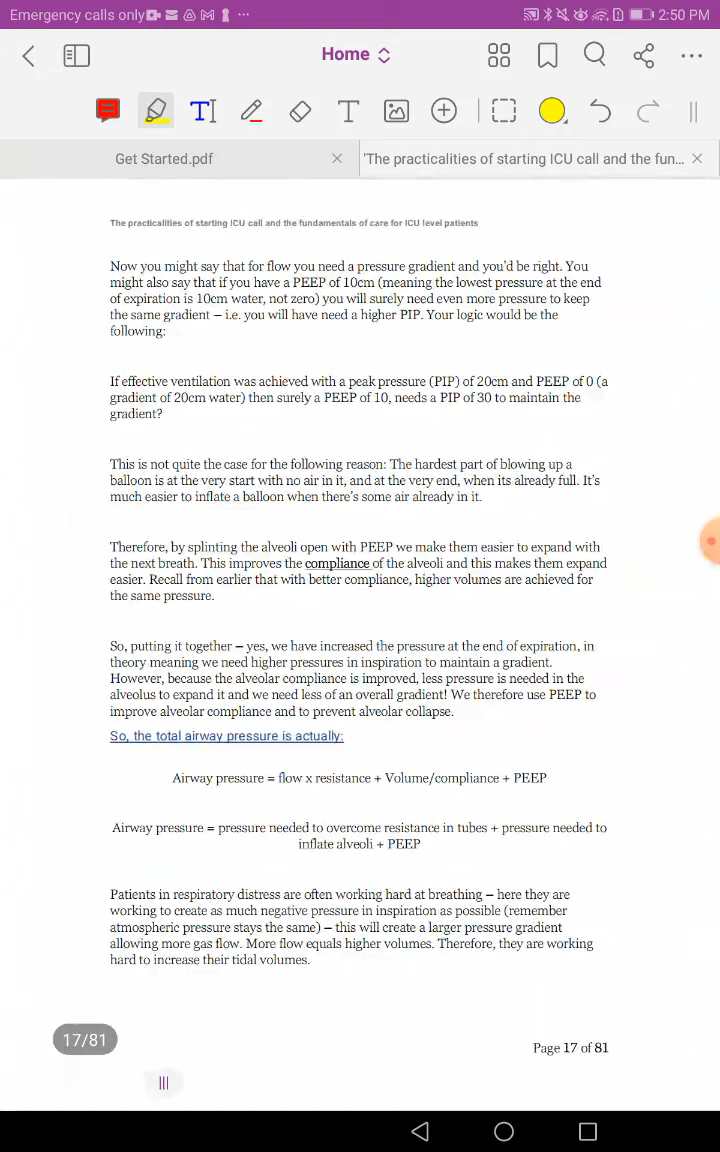 Emergency calls only ··· 2:50 PM
Home
Get Started.pdf × 'The practicalities of starting ICU call and the fun... ×
The practicalities of starting ICU call and the fundamentals of care for ICU level patients
Now you might say that for flow you need a pressure gradient and you'd be right. You
might also say that if you have a PEEP of 10cm (meaning the lowest pressure at the end
of expiration is 10cm water, not zero) you will surely need even more pressure to keep
the same gradient – i.e. you will have need a higher PIP. Your logic would be the
following:
If effective ventilation was achieved with a peak pressure (PIP) of 20cm and PEEP of 0 (a
gradient of 20cm water) then surely a PEEP of 10, needs a PIP of 30 to maintain the
gradient?
This is not quite the case for the following reason: The hardest part of blowing up a
balloon is at the very start with no air in it, and at the very end, when its already full. It's
much easier to inflate a balloon when there's some air already in it.
Therefore, by splinting the alveoli open with PEEP we make them easier to expand with
the next breath. This improves the compliance of the alveoli and this makes them expand
easier. Recall from earlier that with better compliance, higher volumes are achieved for
the same pressure.
So, putting it together – yes, we have increased the pressure at the end of expiration, in
theory meaning we need higher pressures in inspiration to maintain a gradient.
However, because the alveolar compliance is improved, less pressure is needed in the
alveolus to expand it and we need less of an overall gradient! We therefore use PEEP to
improve alveolar compliance and to prevent alveolar collapse.
So, the total airway pressure is actually:
Airway pressure = flow x resistance + Volume/compliance + PEEP
Airway pressure = pressure needed to overcome resistance in tubes + pressure needed to
inflate alveoli + PEEP
Patients in respiratory distress are often working hard at breathing – here they are
working to create as much negative pressure in inspiration as possible (remember
atmospheric pressure stays the same) – this will create a larger pressure gradient
allowing more gas flow. More flow equals higher volumes. Therefore, they are working
hard to increase their tidal volumes.
17/81
Page 17 of 81